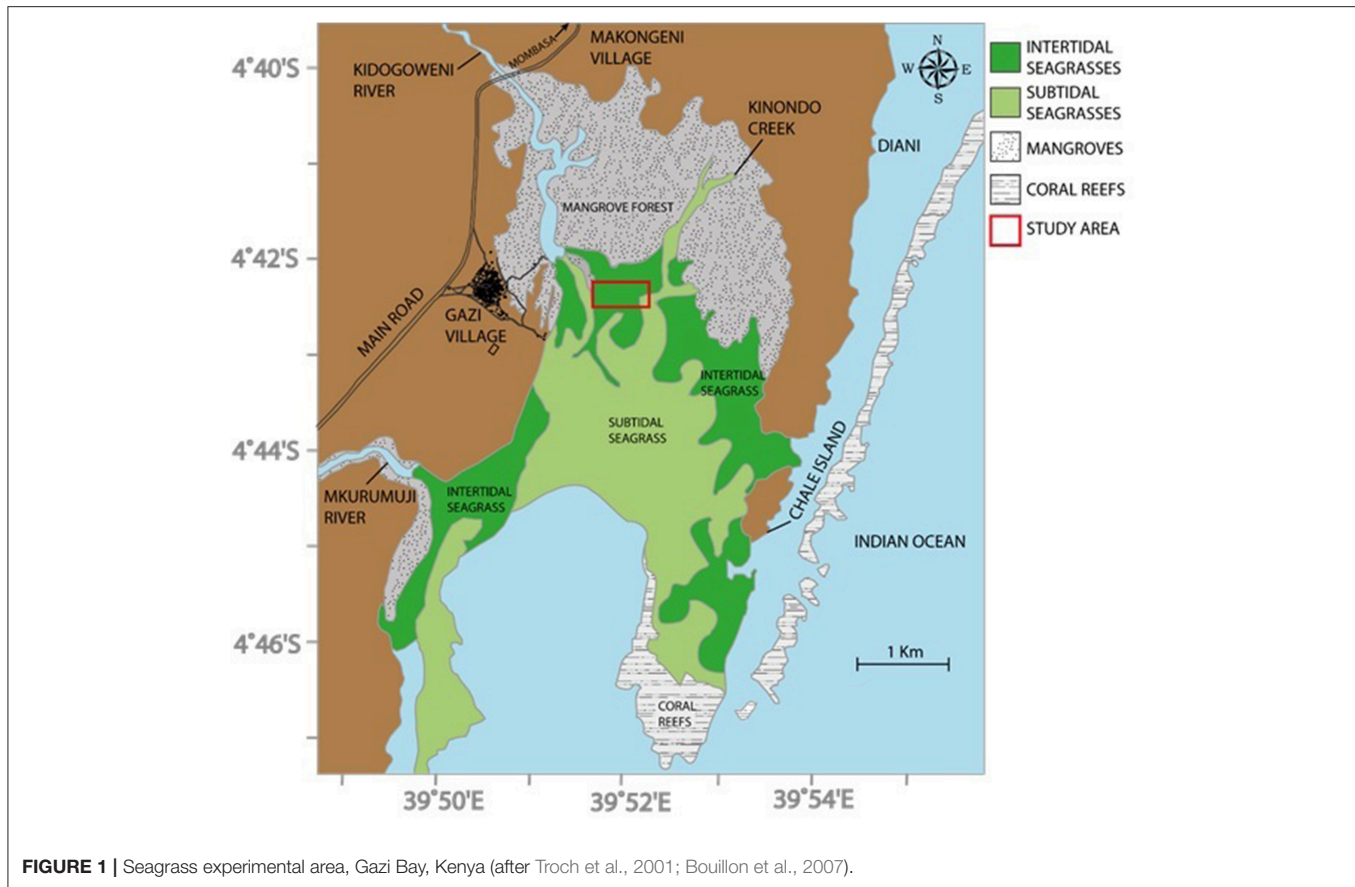 MAKONGENI
VILLAGE
MOMBASA
KIDOGOWENI
RIVER
4°40'S
KINONDO
CREEK
N
W
E
S
DIANI
INTERTIDAL
SEAGRASSES
SUBTIDAL
SEAGRASSES
MANGROVES
CORAL REEFS
STUDY AREA
MANGROVE FOREST
4°42'S
MAIN ROAD
GAZI
VILLAGE
INTERTIDAL
SEAGRASS
SUBTIDAL
SEAGRASS
4°44'S
CHALE ISLAND
INTERTIDAL
SEAGRASS
MKURUMUJI
RIVER
INDIAN OCEAN
4°46'S
1 Km
CORAL
REEFS
39°50'E
39°52'E
39°54'E
FIGURE 1 | Seagrass experimental area, Gazi Bay, Kenya (after Troch et al., 2001; Bouillon et al., 2007).